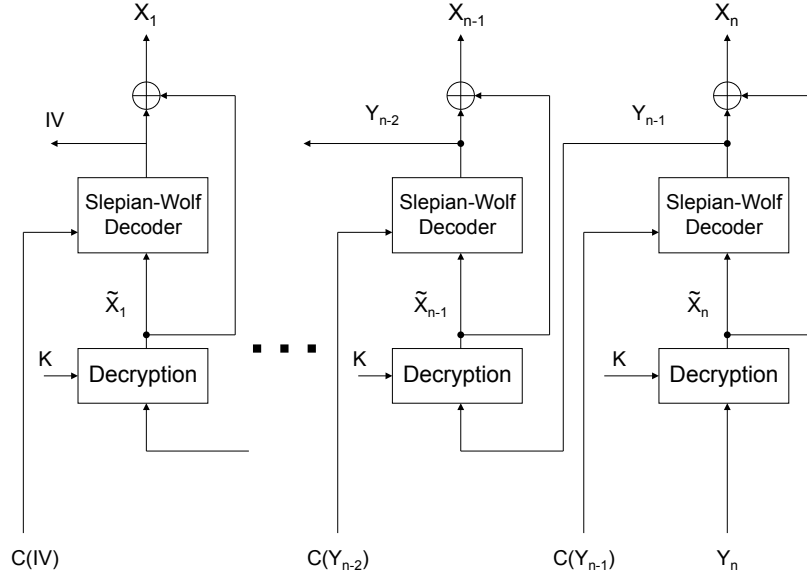 X₁ Xₙ₋₁ Xₙ
IV Yₙ₋₂ Yₙ₋₁
Slepian-Wolf
Decoder
Slepian-Wolf
Decoder
Slepian-Wolf
Decoder
X̃₁ X̃ₙ₋₁ X̃ₙ
K Decryption K Decryption K Decryption
C(IV) C(Yₙ₋₂) C(Yₙ₋₁) Yₙ